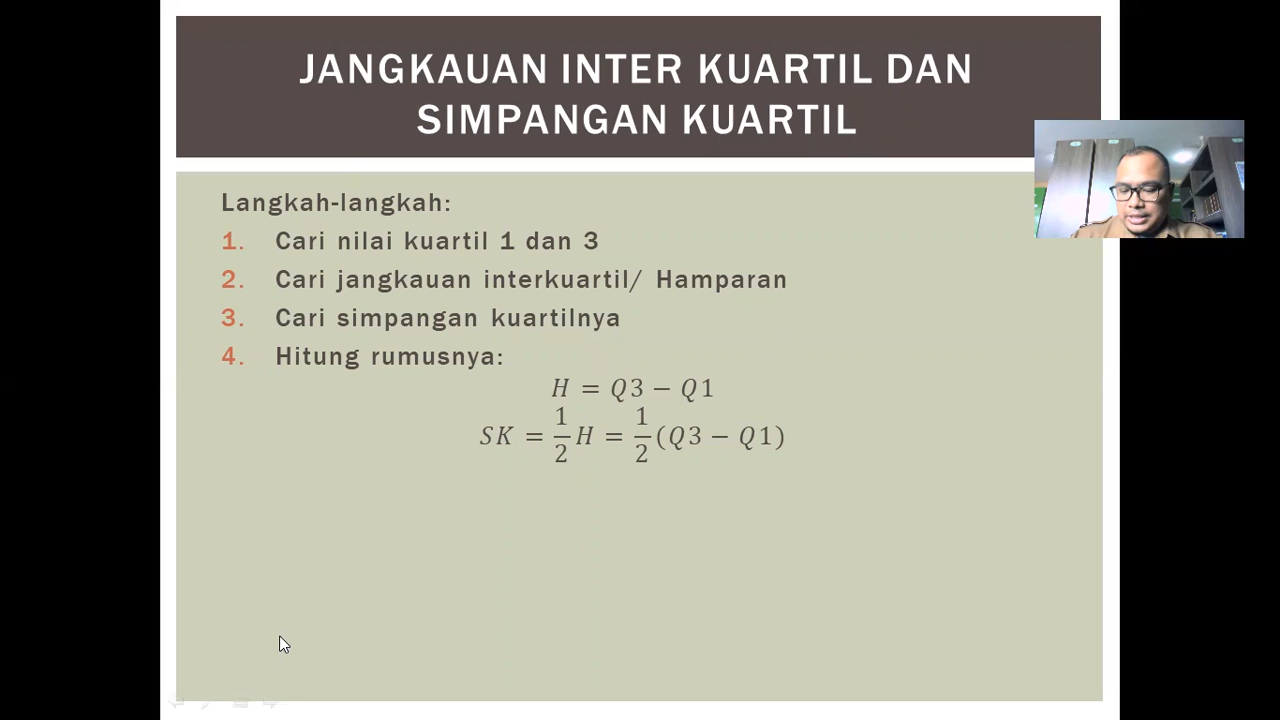 JANGKAUAN INTER KUARTIL DAN
SIMPANGAN KUARTIL
Langkah-langkah:
1. Cari nilai kuartil 1 dan 3
2. Cari jangkauan interkuartil/ Hamparan
3. Cari simpangan kuartilnya
4. Hitung rumusnya:
H = Q3 − Q1
SK = 1/2 H = 1/2 (Q3 − Q1)